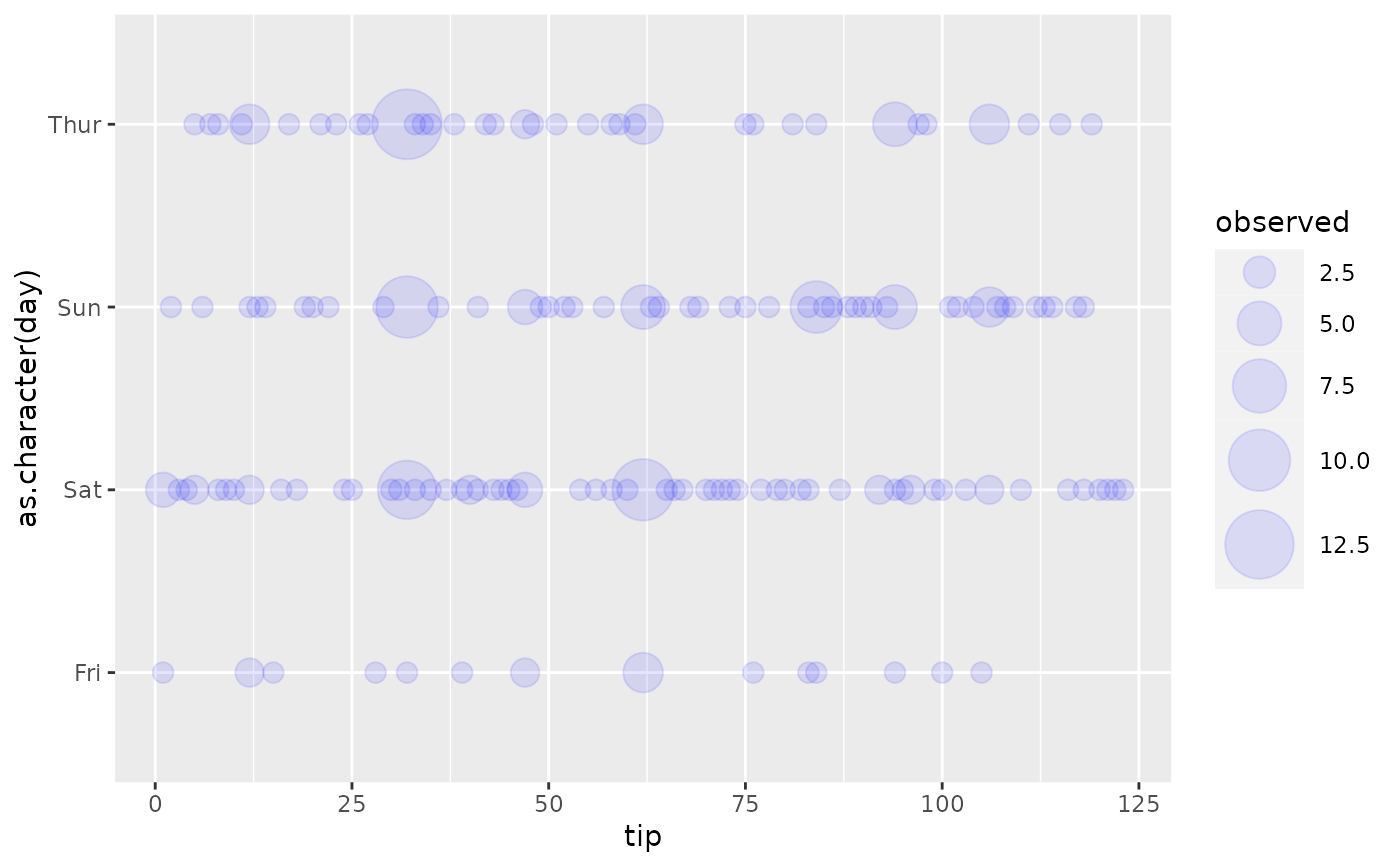 Thur
Sun
Sat
Fri
as.character(day)
0 25 50 75 100 125
tip
observed
2.5
5.0
7.5
10.0
12.5